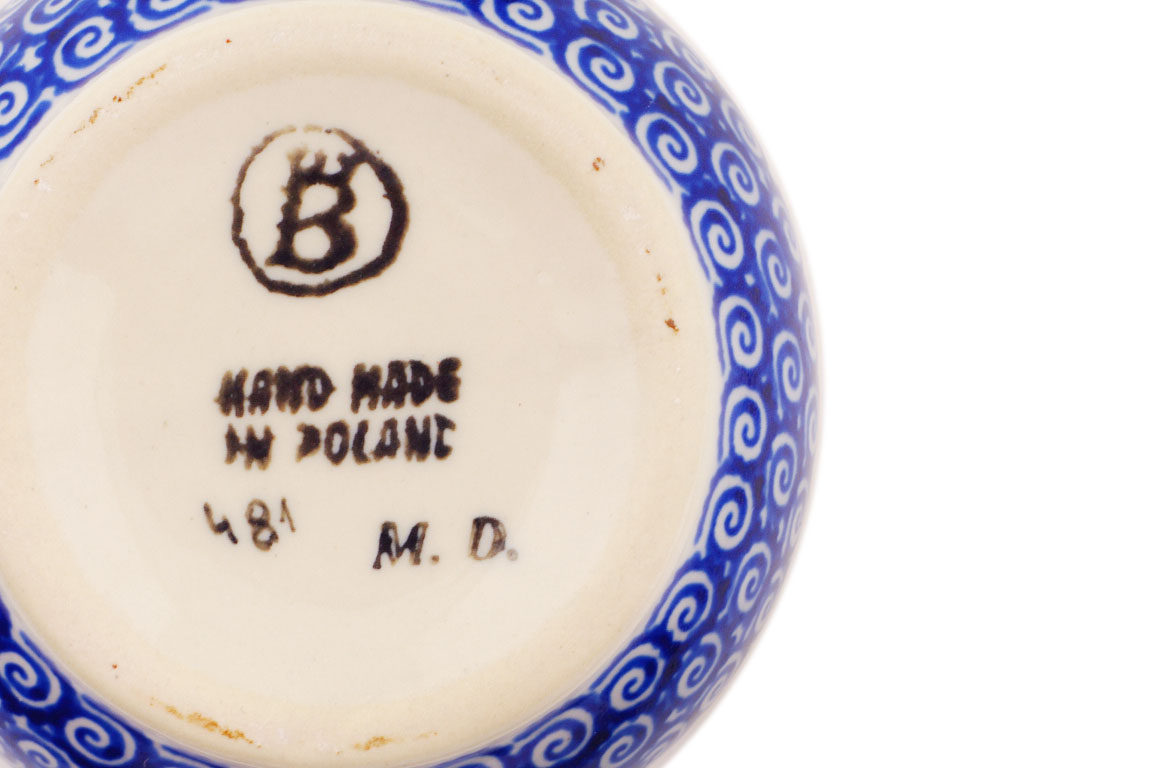 B
HAND MADE
IN POLAND
481 M. D.